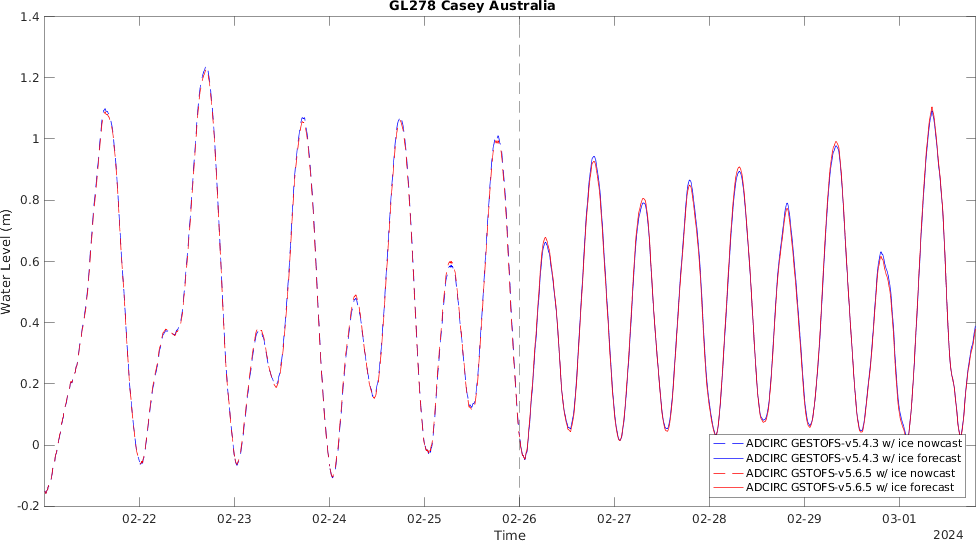 GL278 Casey Australia
1.4
1.2
1
0.8
0.6
0.4
0.2
0
-0.2
Water Level (m)
ADCIRC GESTOFS-v5.4.3 w/ ice nowcast
ADCIRC GESTOFS-v5.4.3 w/ ice forecast
ADCIRC GSTOFS-v5.6.5 w/ ice nowcast
ADCIRC GSTOFS-v5.6.5 w/ ice forecast
02-22 02-23 02-24 02-25 02-26 02-27 02-28 02-29 03-01
Time
2024